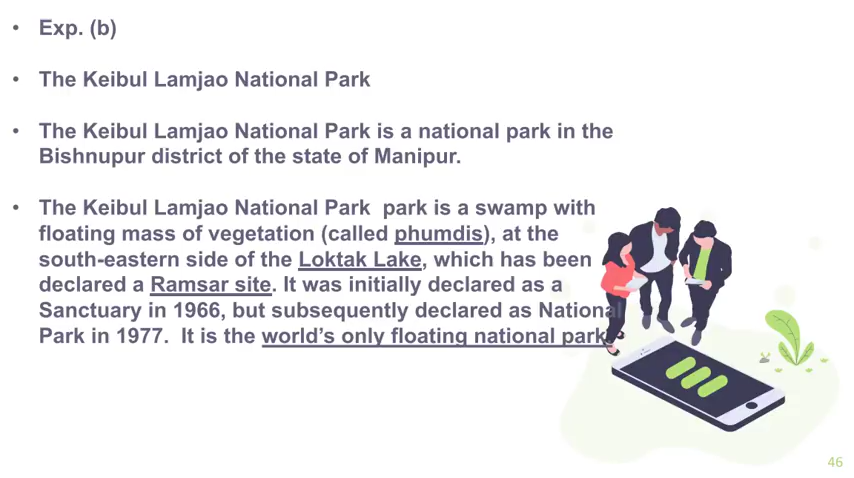 • Exp. (b)
• The Keibul Lamjao National Park
• The Keibul Lamjao National Park is a national park in the
Bishnupur district of the state of Manipur.
• The Keibul Lamjao National Park  park is a swamp with
floating mass of vegetation (called phumdis), at the
south-eastern side of the Loktak Lake, which has been
declared a Ramsar site. It was initially declared as a
Sanctuary in 1966, but subsequently declared as National
Park in 1977.  It is the world’s only floating national park.
46